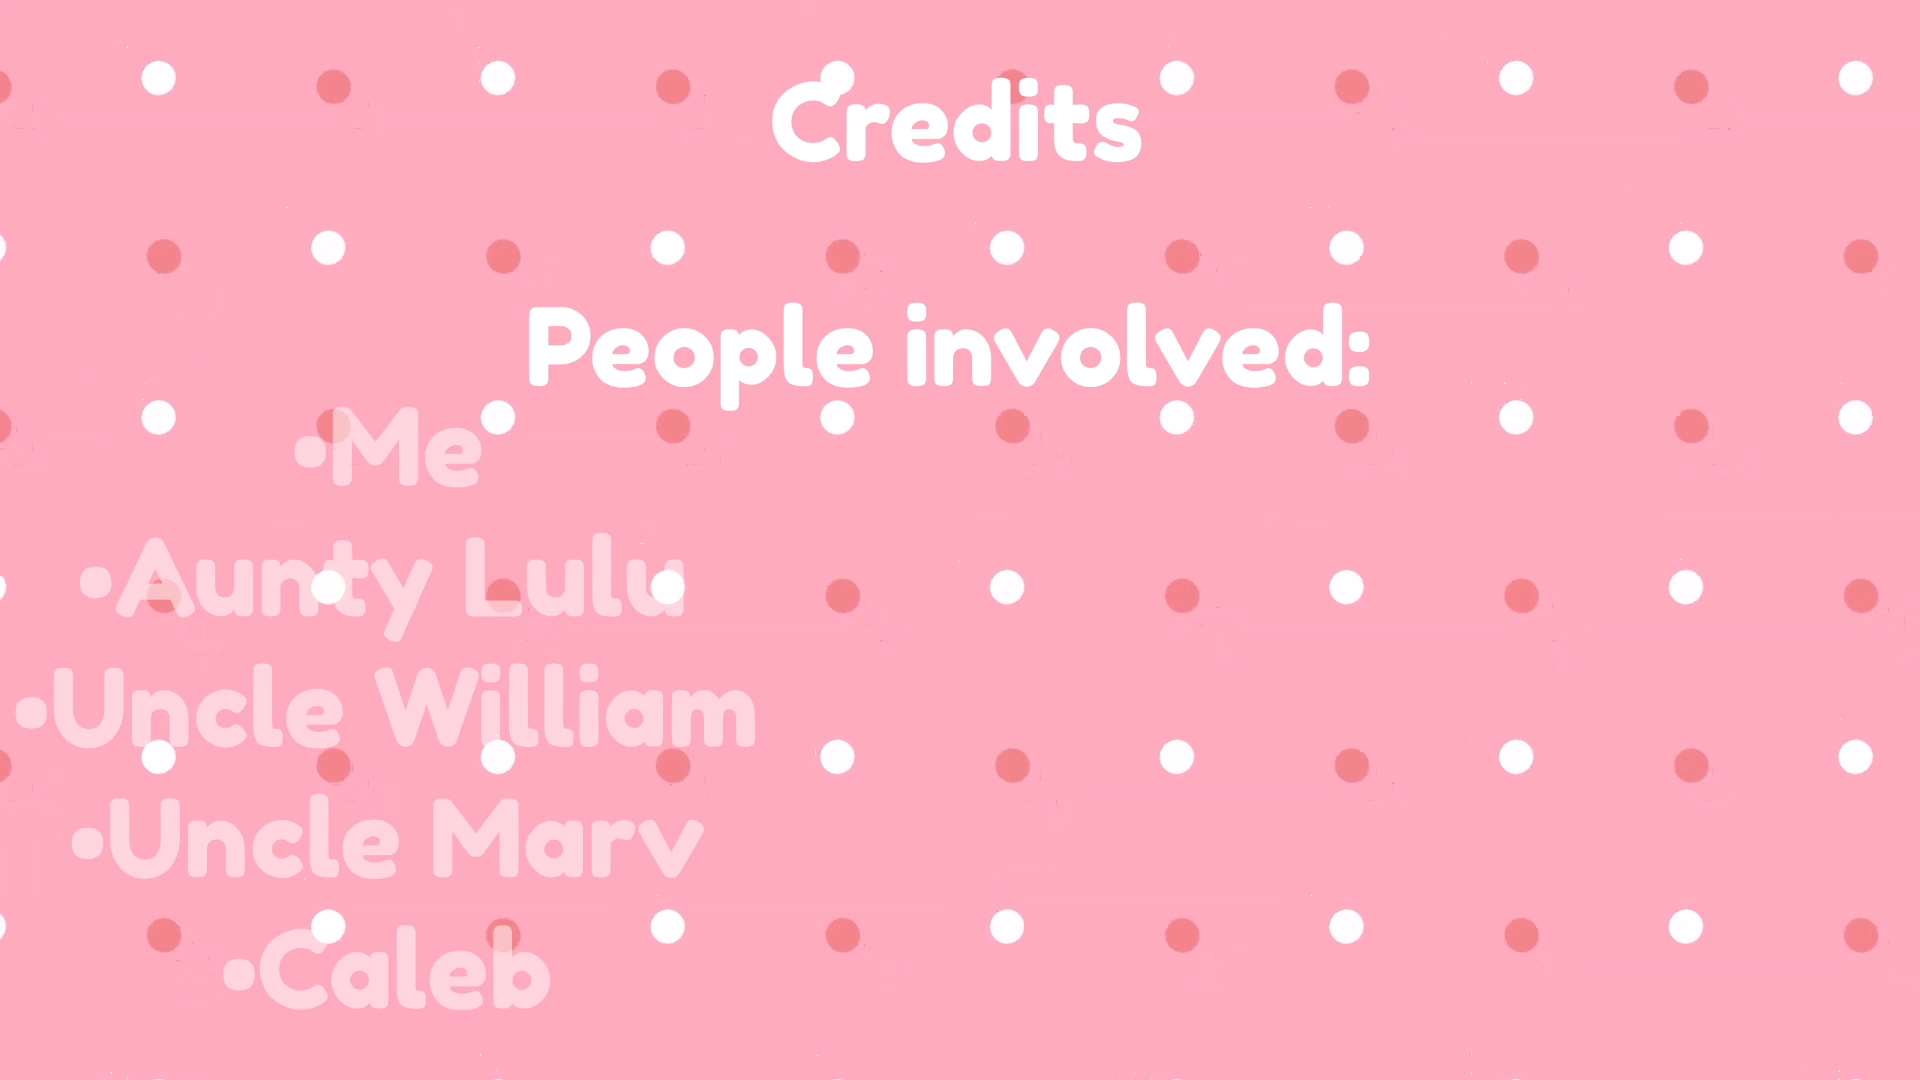 Credits
People involved:
•Me
•Aunty Lulu
•Uncle William
•Uncle Marv
•Caleb